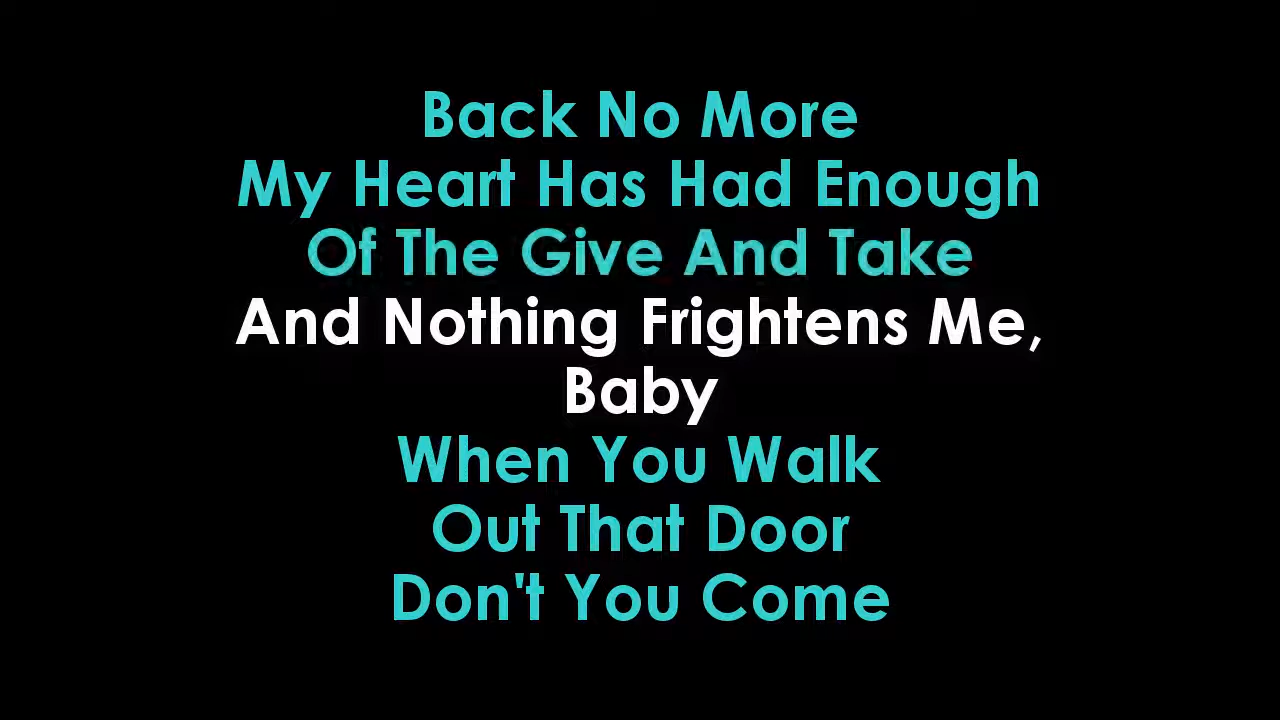 Back No More
My Heart Has Had Enough
Of The Give And Take
And Nothing Frightens Me,
Baby
When You Walk
Out That Door
Don't You Come